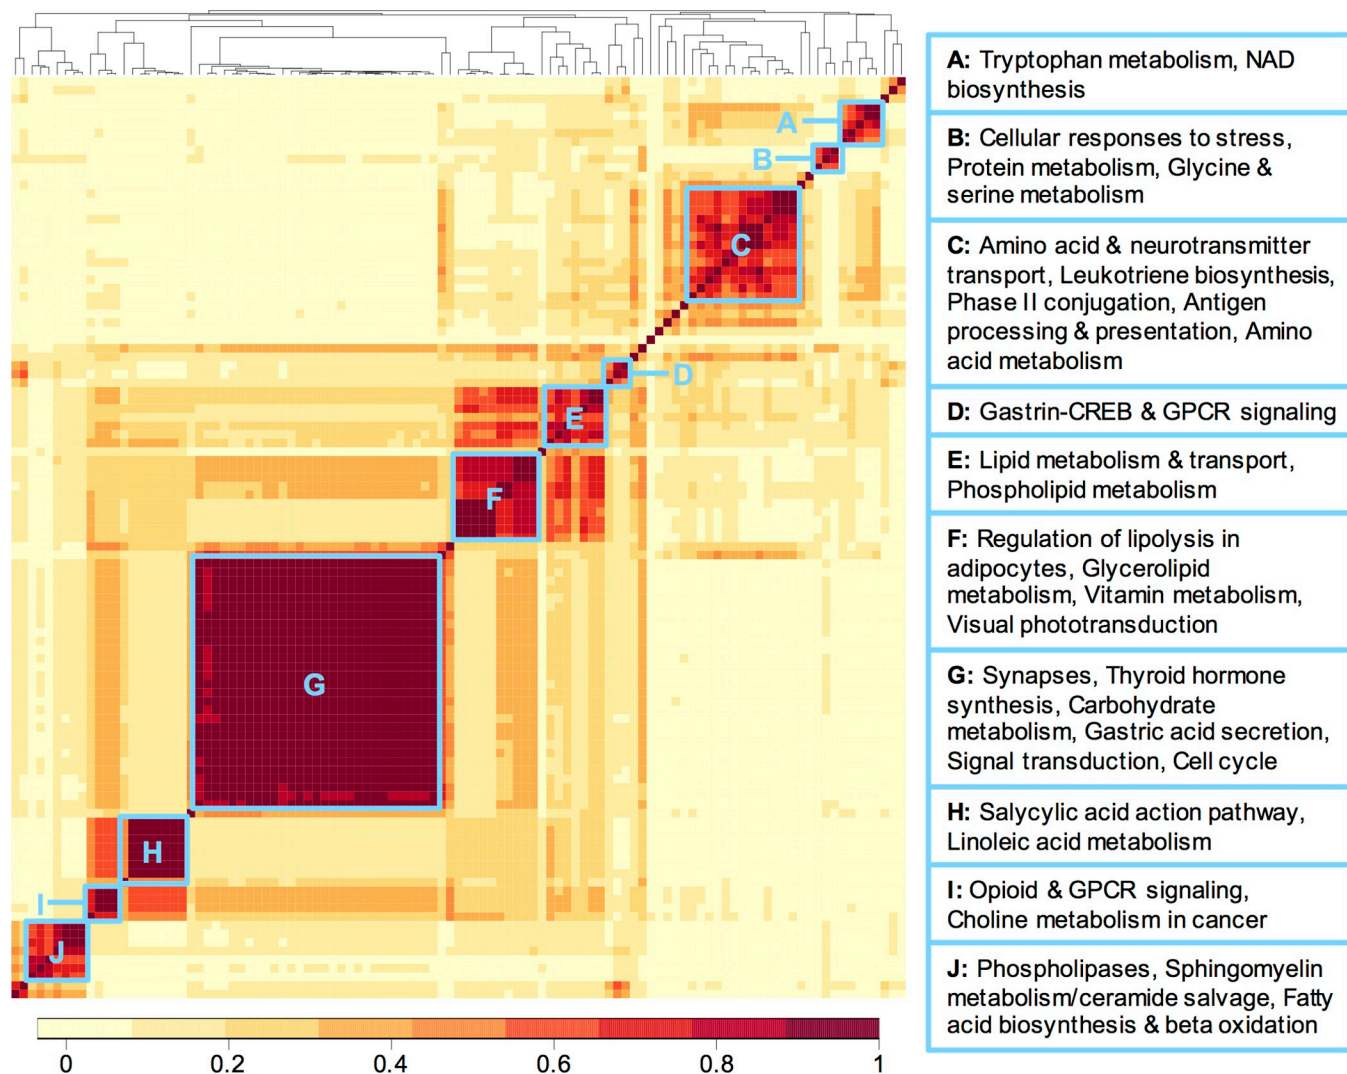 A
B
C
D
E
F
G
H
I
J
0
0.2
0.4
0.6
0.8
1
A: Tryptophan metabolism, NAD
biosynthesis
B: Cellular responses to stress,
Protein metabolism, Glycine &
serine metabolism
C: Amino acid & neurotransmitter
transport, Leukotriene biosynthesis,
Phase II conjugation, Antigen
processing & presentation, Amino
acid metabolism
D: Gastrin-CREB & GPCR signaling
E: Lipid metabolism & transport,
Phospholipid metabolism
F: Regulation of lipolysis in
adipocytes, Glycerolipid
metabolism, Vitamin metabolism,
Visual phototransduction
G: Synapses, Thyroid hormone
synthesis, Carbohydrate
metabolism, Gastric acid secretion,
Signal transduction, Cell cycle
H: Salycylic acid action pathway,
Linoleic acid metabolism
I: Opioid & GPCR signaling,
Choline metabolism in cancer
J: Phospholipases, Sphingomyelin
metabolism/ceramide salvage, Fatty
acid biosynthesis & beta oxidation